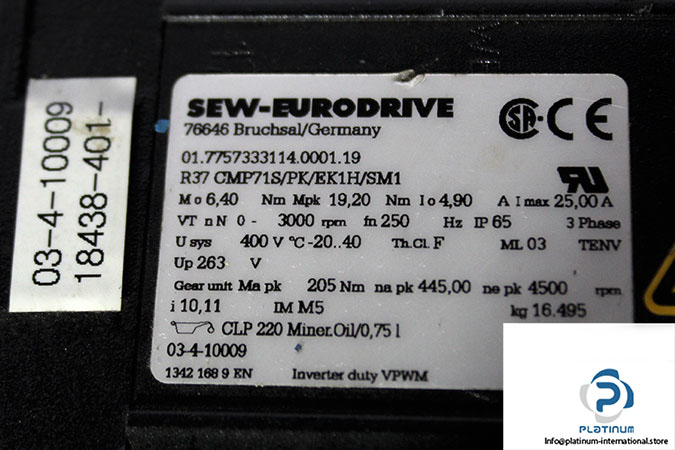 03-4-10009
18438-401-
SEW-EURODRIVE
76646 Bruchsal/Germany
SA CE
01.7757333114.0001.19
R37 CMP71S/PK/EK1H/SM1
RU
Mo 6,40 Nm Mpk 19,20 Nm Io 4,90 A I max 25,00 A
VT nN 0- 3000 rpm fn 250 Hz IP 65 3 Phase
U sys 400 V °C -20..40 Th.Cl. F ML 03 TENV
Up 263 V
Gear unit Ma pk 205 Nm na pk 445,00 ne pk 4500 rpm
i 10,11 IM M5 kg 16.495
CLP 220 Miner.Oil/0,75 l
03-4-10009
1342 168 9 EN Inverter duty VPWM
PLATINUM
Info@platinum-international.store